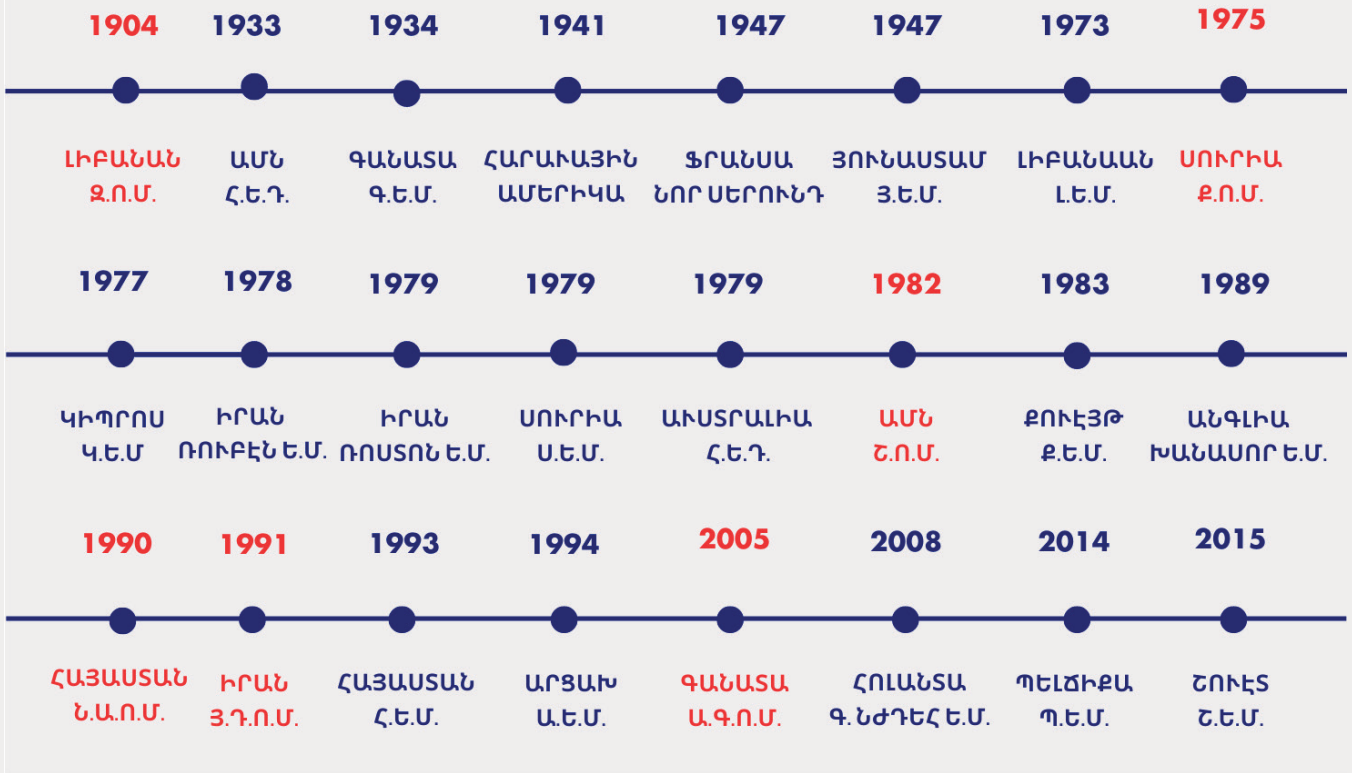 1904 1933 1934 1941 1947 1947 1973 1975
ԼԻԲԱՆԱՆ ԱՄՆ ԳԱՆԱՏԱ ՀԱՐԱՒԱՅԻՆ ՖՐԱՆՍԱ ՅՈՒՆԱՍՏԱՄ ԼԻԲԱՆԱԱՆ ՍՈՒՐԻԱ
Զ.Ո.Մ. Հ.Ե.Դ. Գ.Ե.Մ. ԱՄԵՐԻԿԱ ՆՈՐ ՍԵՐՈՒՆԴ Յ.Ե.Մ. Լ.Ե.Մ. Ք.Ո.Մ.
1977 1978 1979 1979 1979 1982 1983 1989
ԿԻՊՐՈՍ ԻՐԱՆ ԻՐԱՆ ՍՈՒՐԻԱ ԱՒՍՏՐԱԼԻԱ ԱՄՆ ՔՈՒԷՅԹ ԱՆԳԼԻԱ
Կ.Ե.Մ ՌՈՒԲԷՆ Ե.Մ. ՌՈՍՏՈՆ Ե.Մ. Ս.Ե.Մ. Հ.Ե.Դ. Շ.Ո.Մ. Ք.Ե.Մ. ԽԱՆԱՍՈՐ Ե.Մ.
1990 1991 1993 1994 2005 2008 2014 2015
ՀԱՅԱՍՏԱՆ ԻՐԱՆ ՀԱՅԱՍՏԱՆ ԱՐՑԱԽ ԳԱՆԱՏԱ ՀՈԼԱՆՏԱ ՊԵԼՃԻՔԱ ՇՈՒԷՏ
Ն.Ա.Ո.Մ. Յ.Դ.Ո.Մ. Հ.Ե.Մ. Ա.Ե.Մ. Ա.Գ.Ո.Մ. Գ. ՆԺԴԵՀ Ե.Մ. Պ.Ե.Մ. Շ.Ե.Մ.